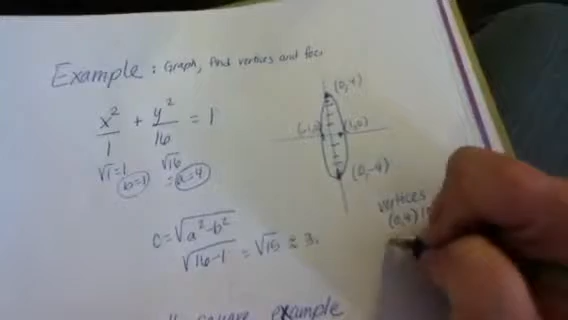 Example: Graph, find vertices and foci
x²/1 + y²/16 = 1
√1=1 √16
b=1 =a=4
(0,4)
(-1,0) (1,0)
(0,-4)
vertices
(0,4)
c=√a²-b²
√16-1 = √15 ≈ 3.
square example